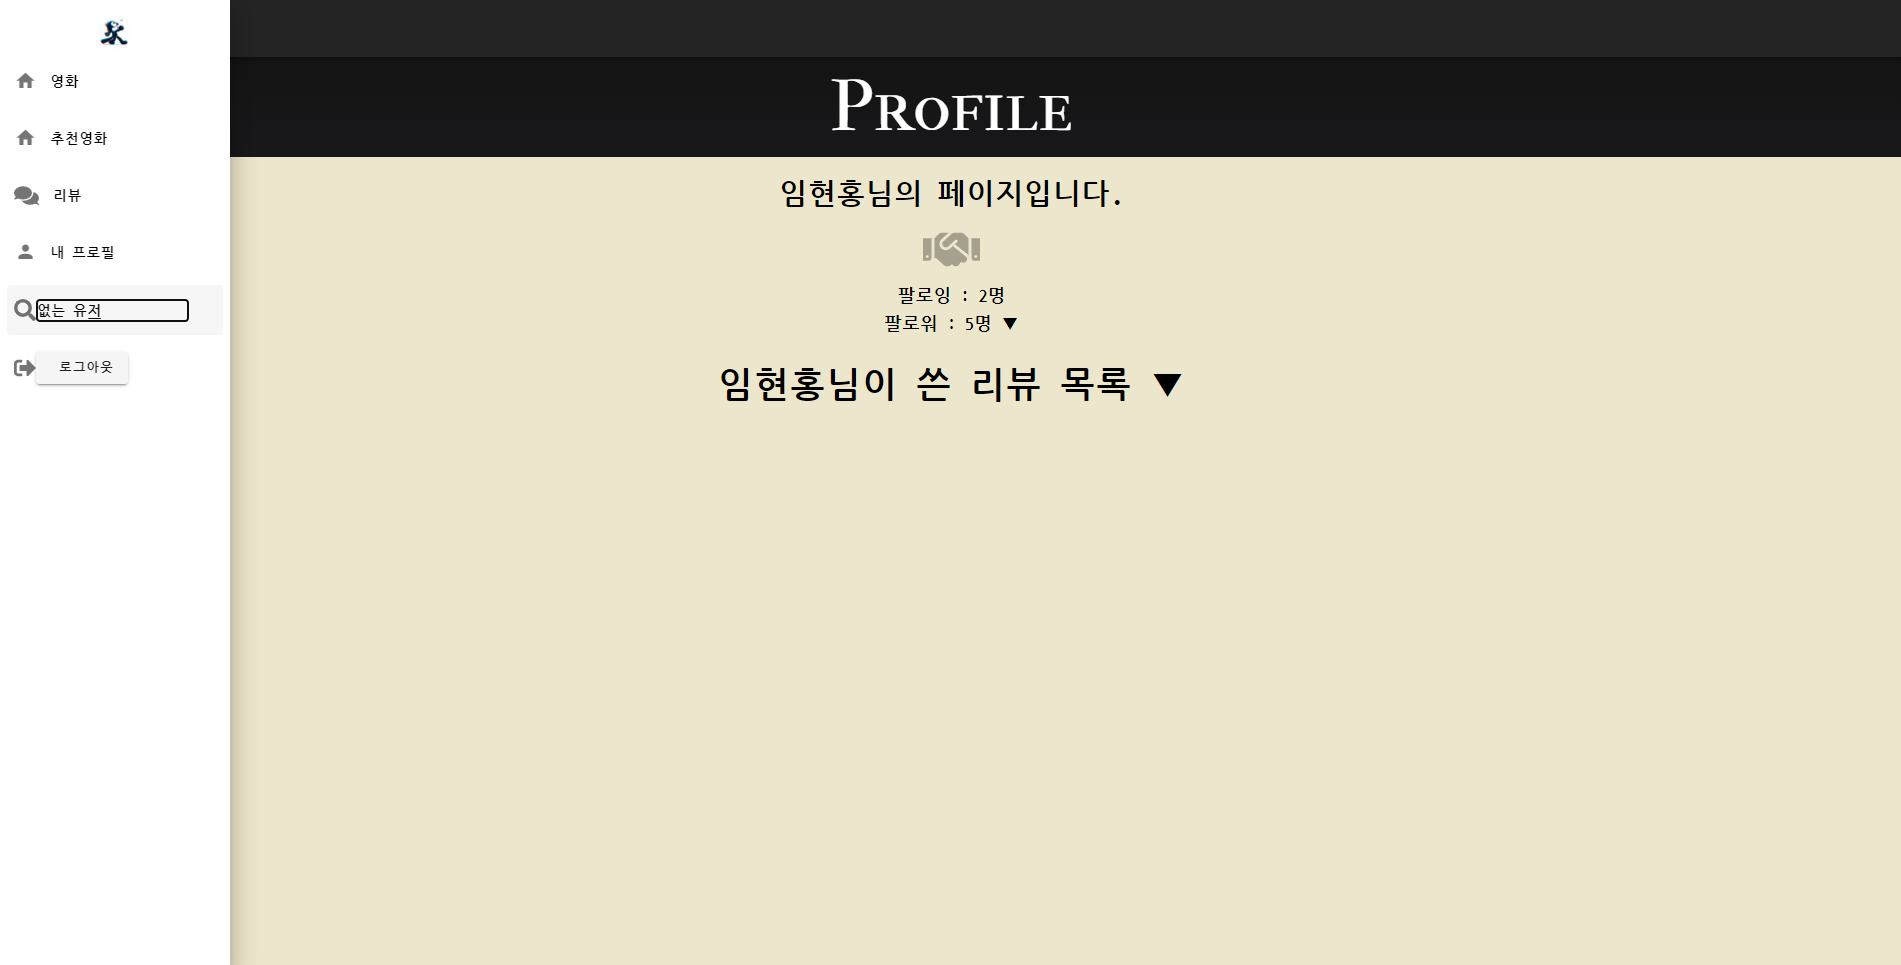 영화
추천영화
리뷰
내 프로필
없는 유저
로그아웃
PROFILE
임현홍님의 페이지입니다.
팔로잉 : 2명
팔로워 : 5명 ▼
임현홍님이 쓴 리뷰 목록 ▼